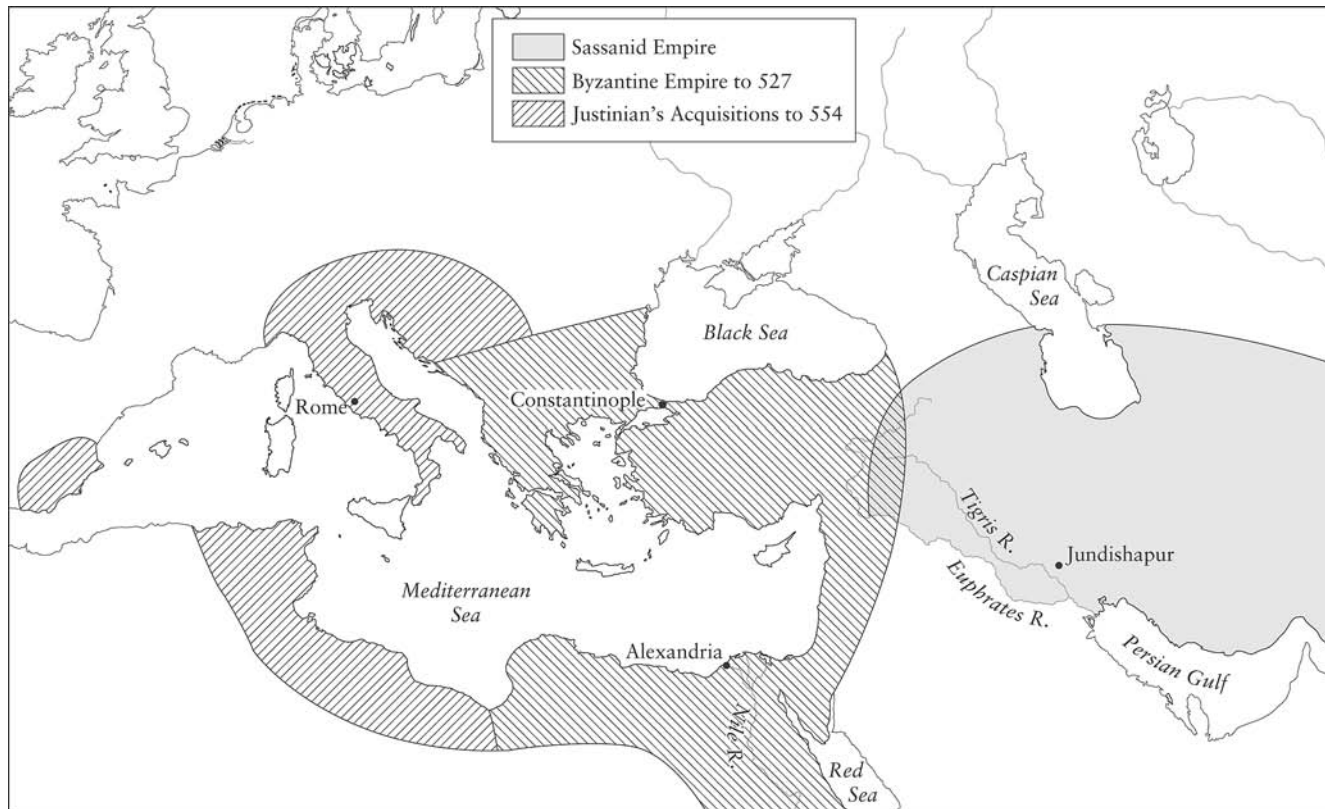 Sassanid Empire
Byzantine Empire to 527
Justinian's Acquisitions to 554
Caspian
Sea
Black Sea
Rome
Constantinople
Tigris R.
Jundishapur
Euphrates R.
Mediterranean
Sea
Alexandria
Persian Gulf
Nile R.
Red
Sea